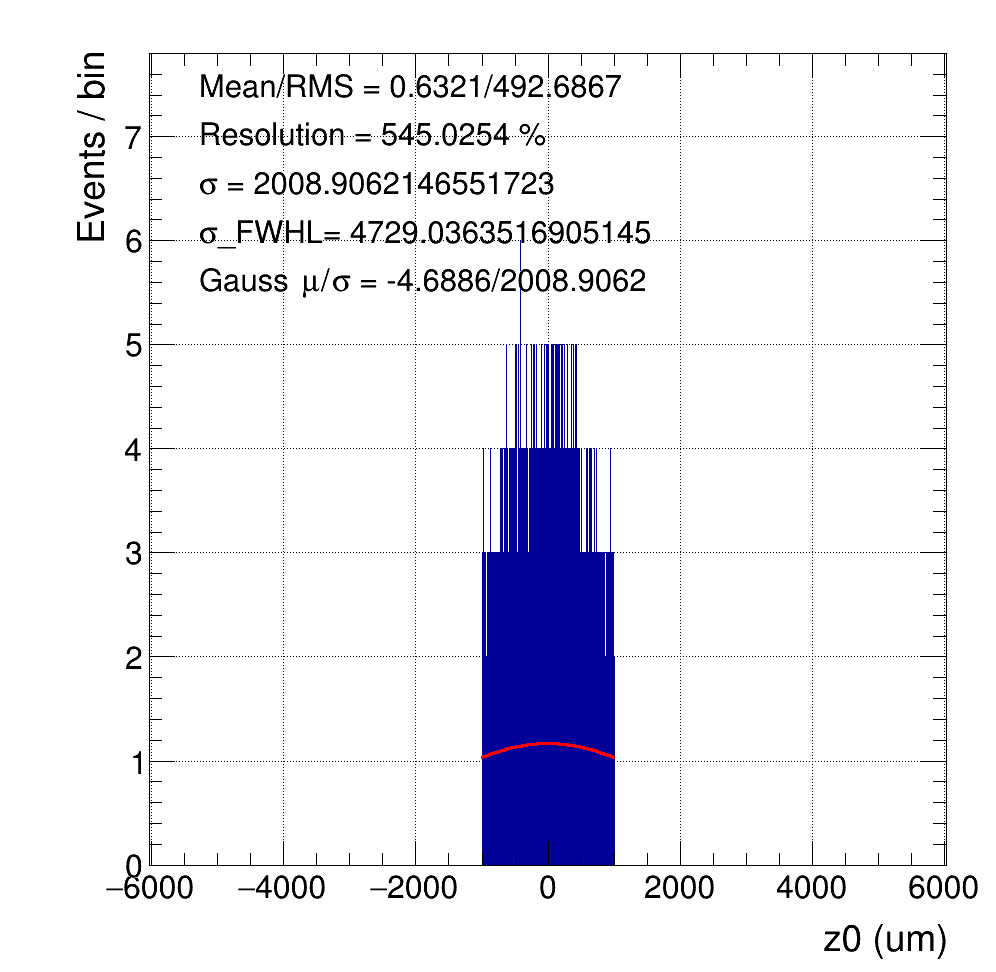 Events / bin
Mean/RMS = 0.6321/492.6867
Resolution = 545.0254 %
σ = 2008.9062146551723
σ_FWHL= 4729.0363516905145
Gauss μ/σ = -4.6886/2008.9062
7
6
5
4
3
2
1
0
−6000 −4000 −2000 0 2000 4000 6000
z0 (um)